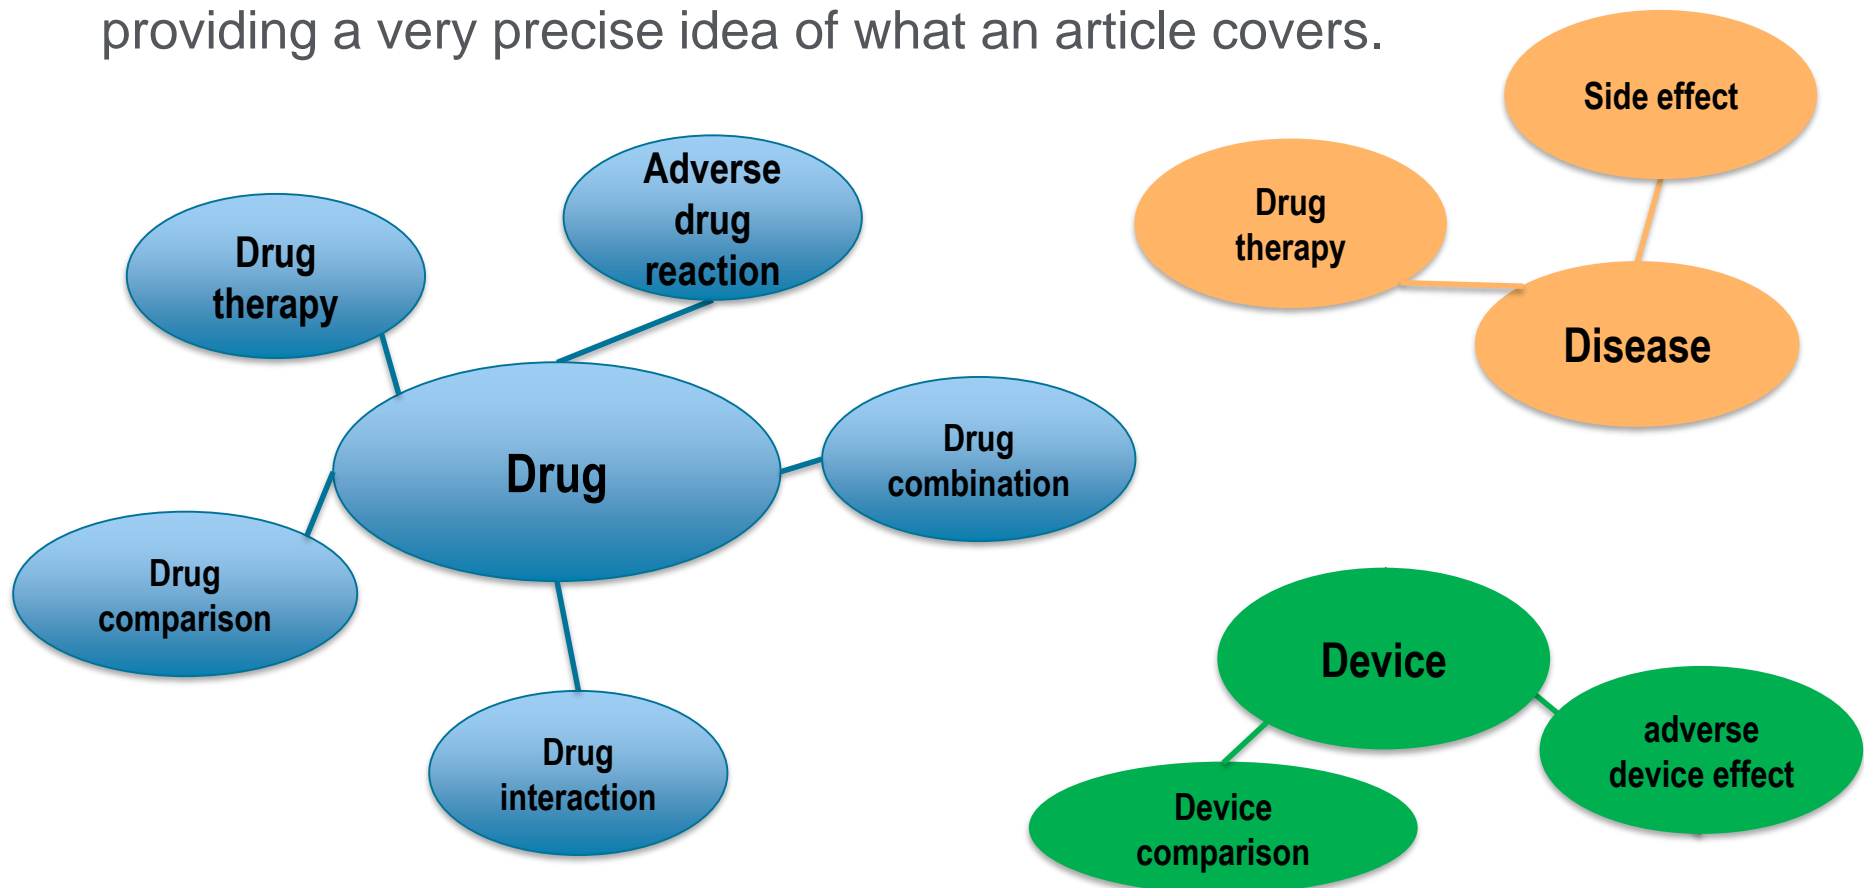 providing a very precise idea of what an article covers.
Side effect
Adverse
drug
reaction
Drug
therapy
Drug
therapy
Disease
Drug
Drug
combination
Drug
comparison
Device
adverse
device effect
Drug
interaction
Device
comparison